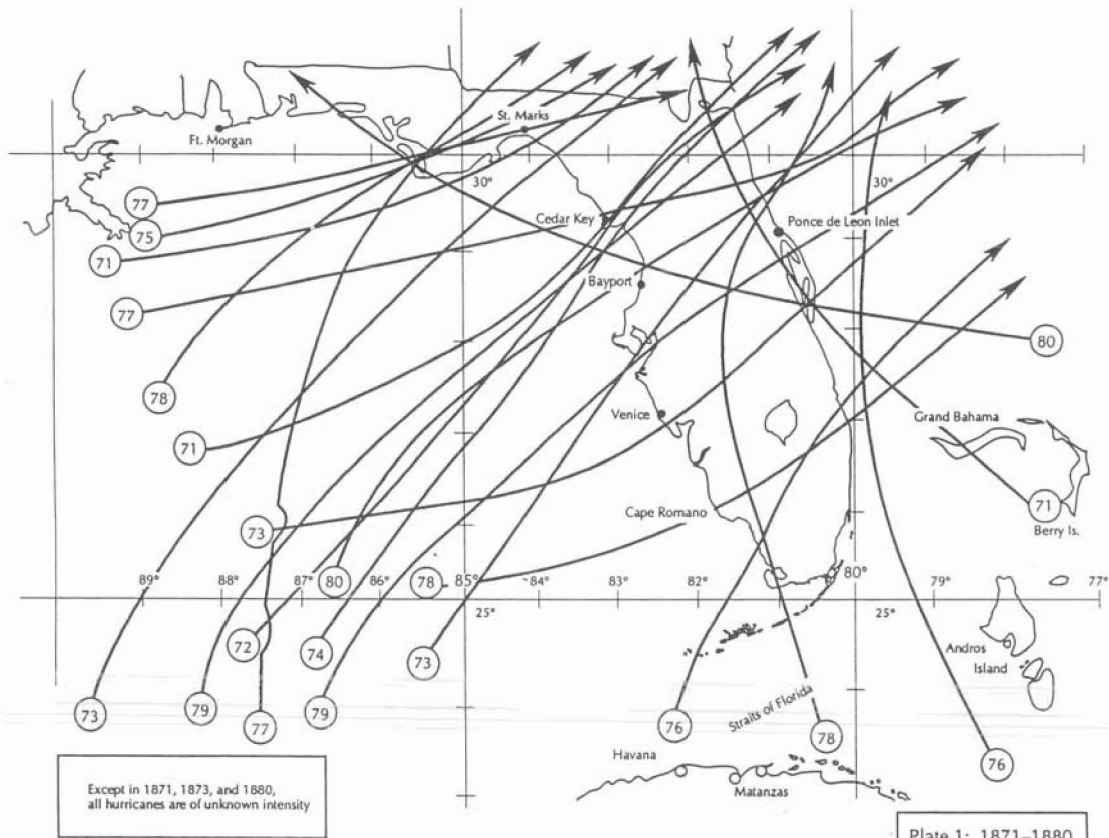 St. Marks
Ft. Morgan
30°
30°
77
75
Cedar Key
Ponce de Leon Inlet
71
Bayport
77
80
78
Venice
Grand Bahama
71
71
Berry Is.
Cape Romano
73
89°
88°
87°
80
86°
78
85°
84°
83°
82°
80°
79°
77°
25°
25°
72
74
73
Andros
Island
73
79
77
79
76
Straits of Florida
78
76
Havana
Matanzas
Except in 1871, 1873, and 1880,
all hurricanes are of unknown intensity
Plate 1: 1871–1880